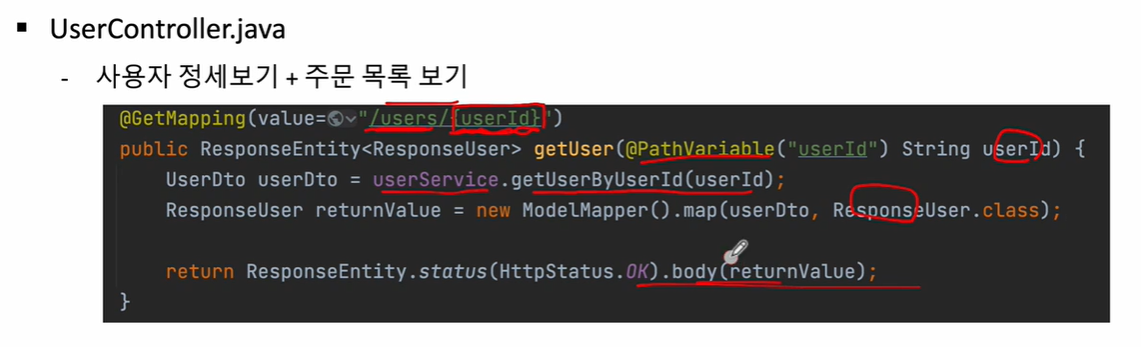 ▪ UserController.java
- 사용자 정세보기 + 주문 목록 보기
@GetMapping(value="/users/{userId}")
public ResponseEntity<ResponseUser> getUser(@PathVariable("userId") String userId) {
UserDto userDto = userService.getUserByUserId(userId);
ResponseUser returnValue = new ModelMapper().map(userDto, ResponseUser.class);
return ResponseEntity.status(HttpStatus.OK).body(returnValue);
}